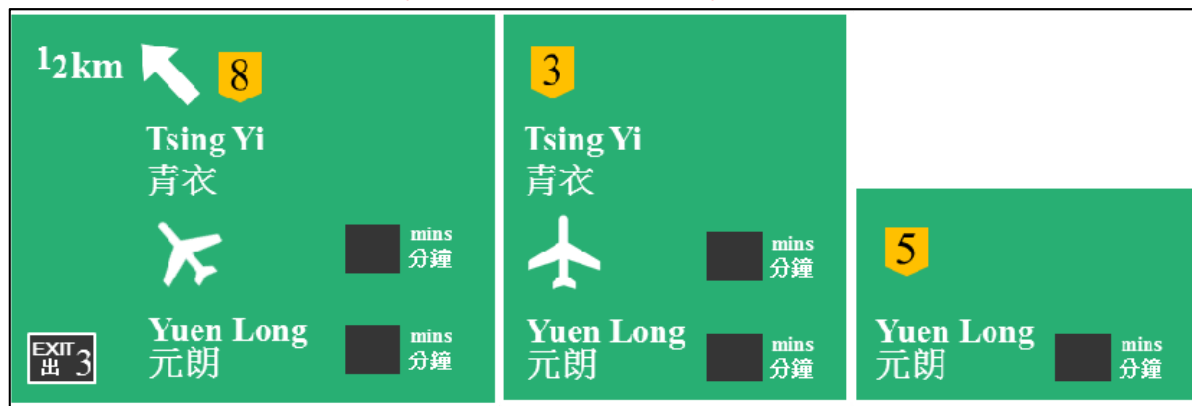 ½km 8
Tsing Yi
青衣
mins
分鐘
Yuen Long
元朗
mins
分鐘
EXIT
出 3
3
Tsing Yi
青衣
mins
分鐘
Yuen Long
元朗
mins
分鐘
5
Yuen Long
元朗
mins
分鐘